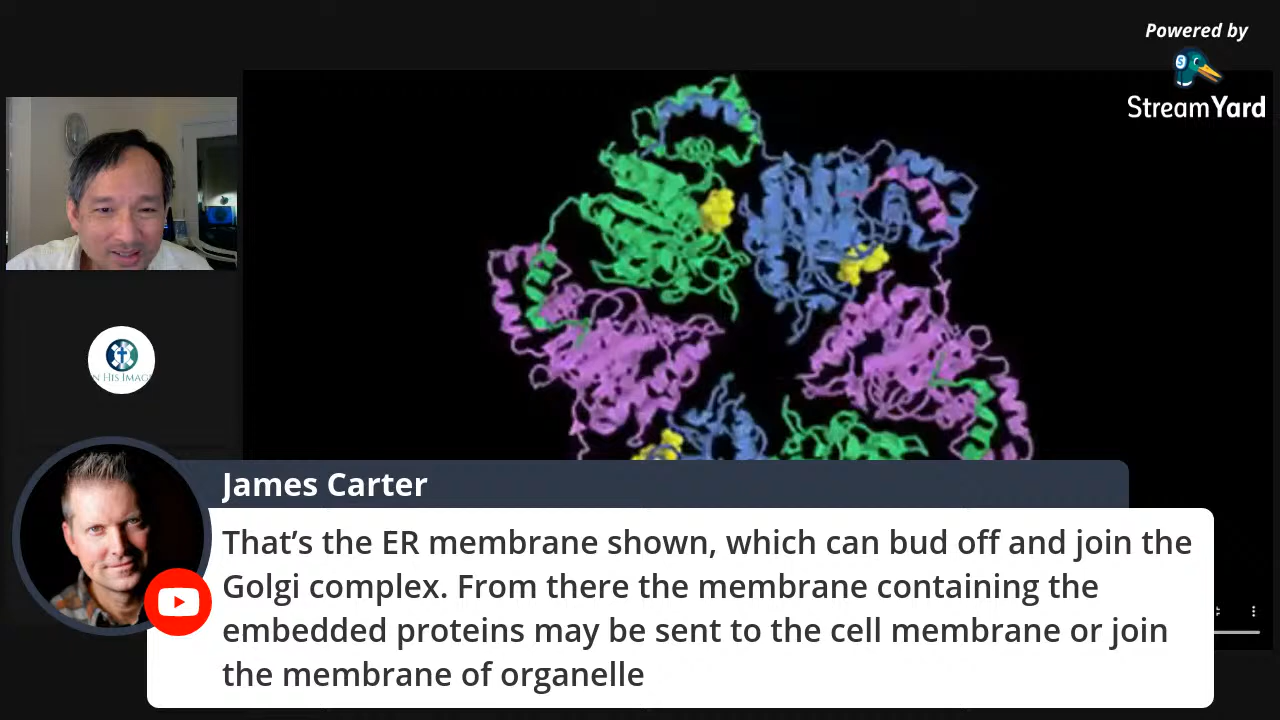 Powered by
S
StreamYard
N HIS IMAG
James Carter
That’s the ER membrane shown, which can bud off and join the
Golgi complex. From there the membrane containing the
embedded proteins may be sent to the cell membrane or join
the membrane of organelle